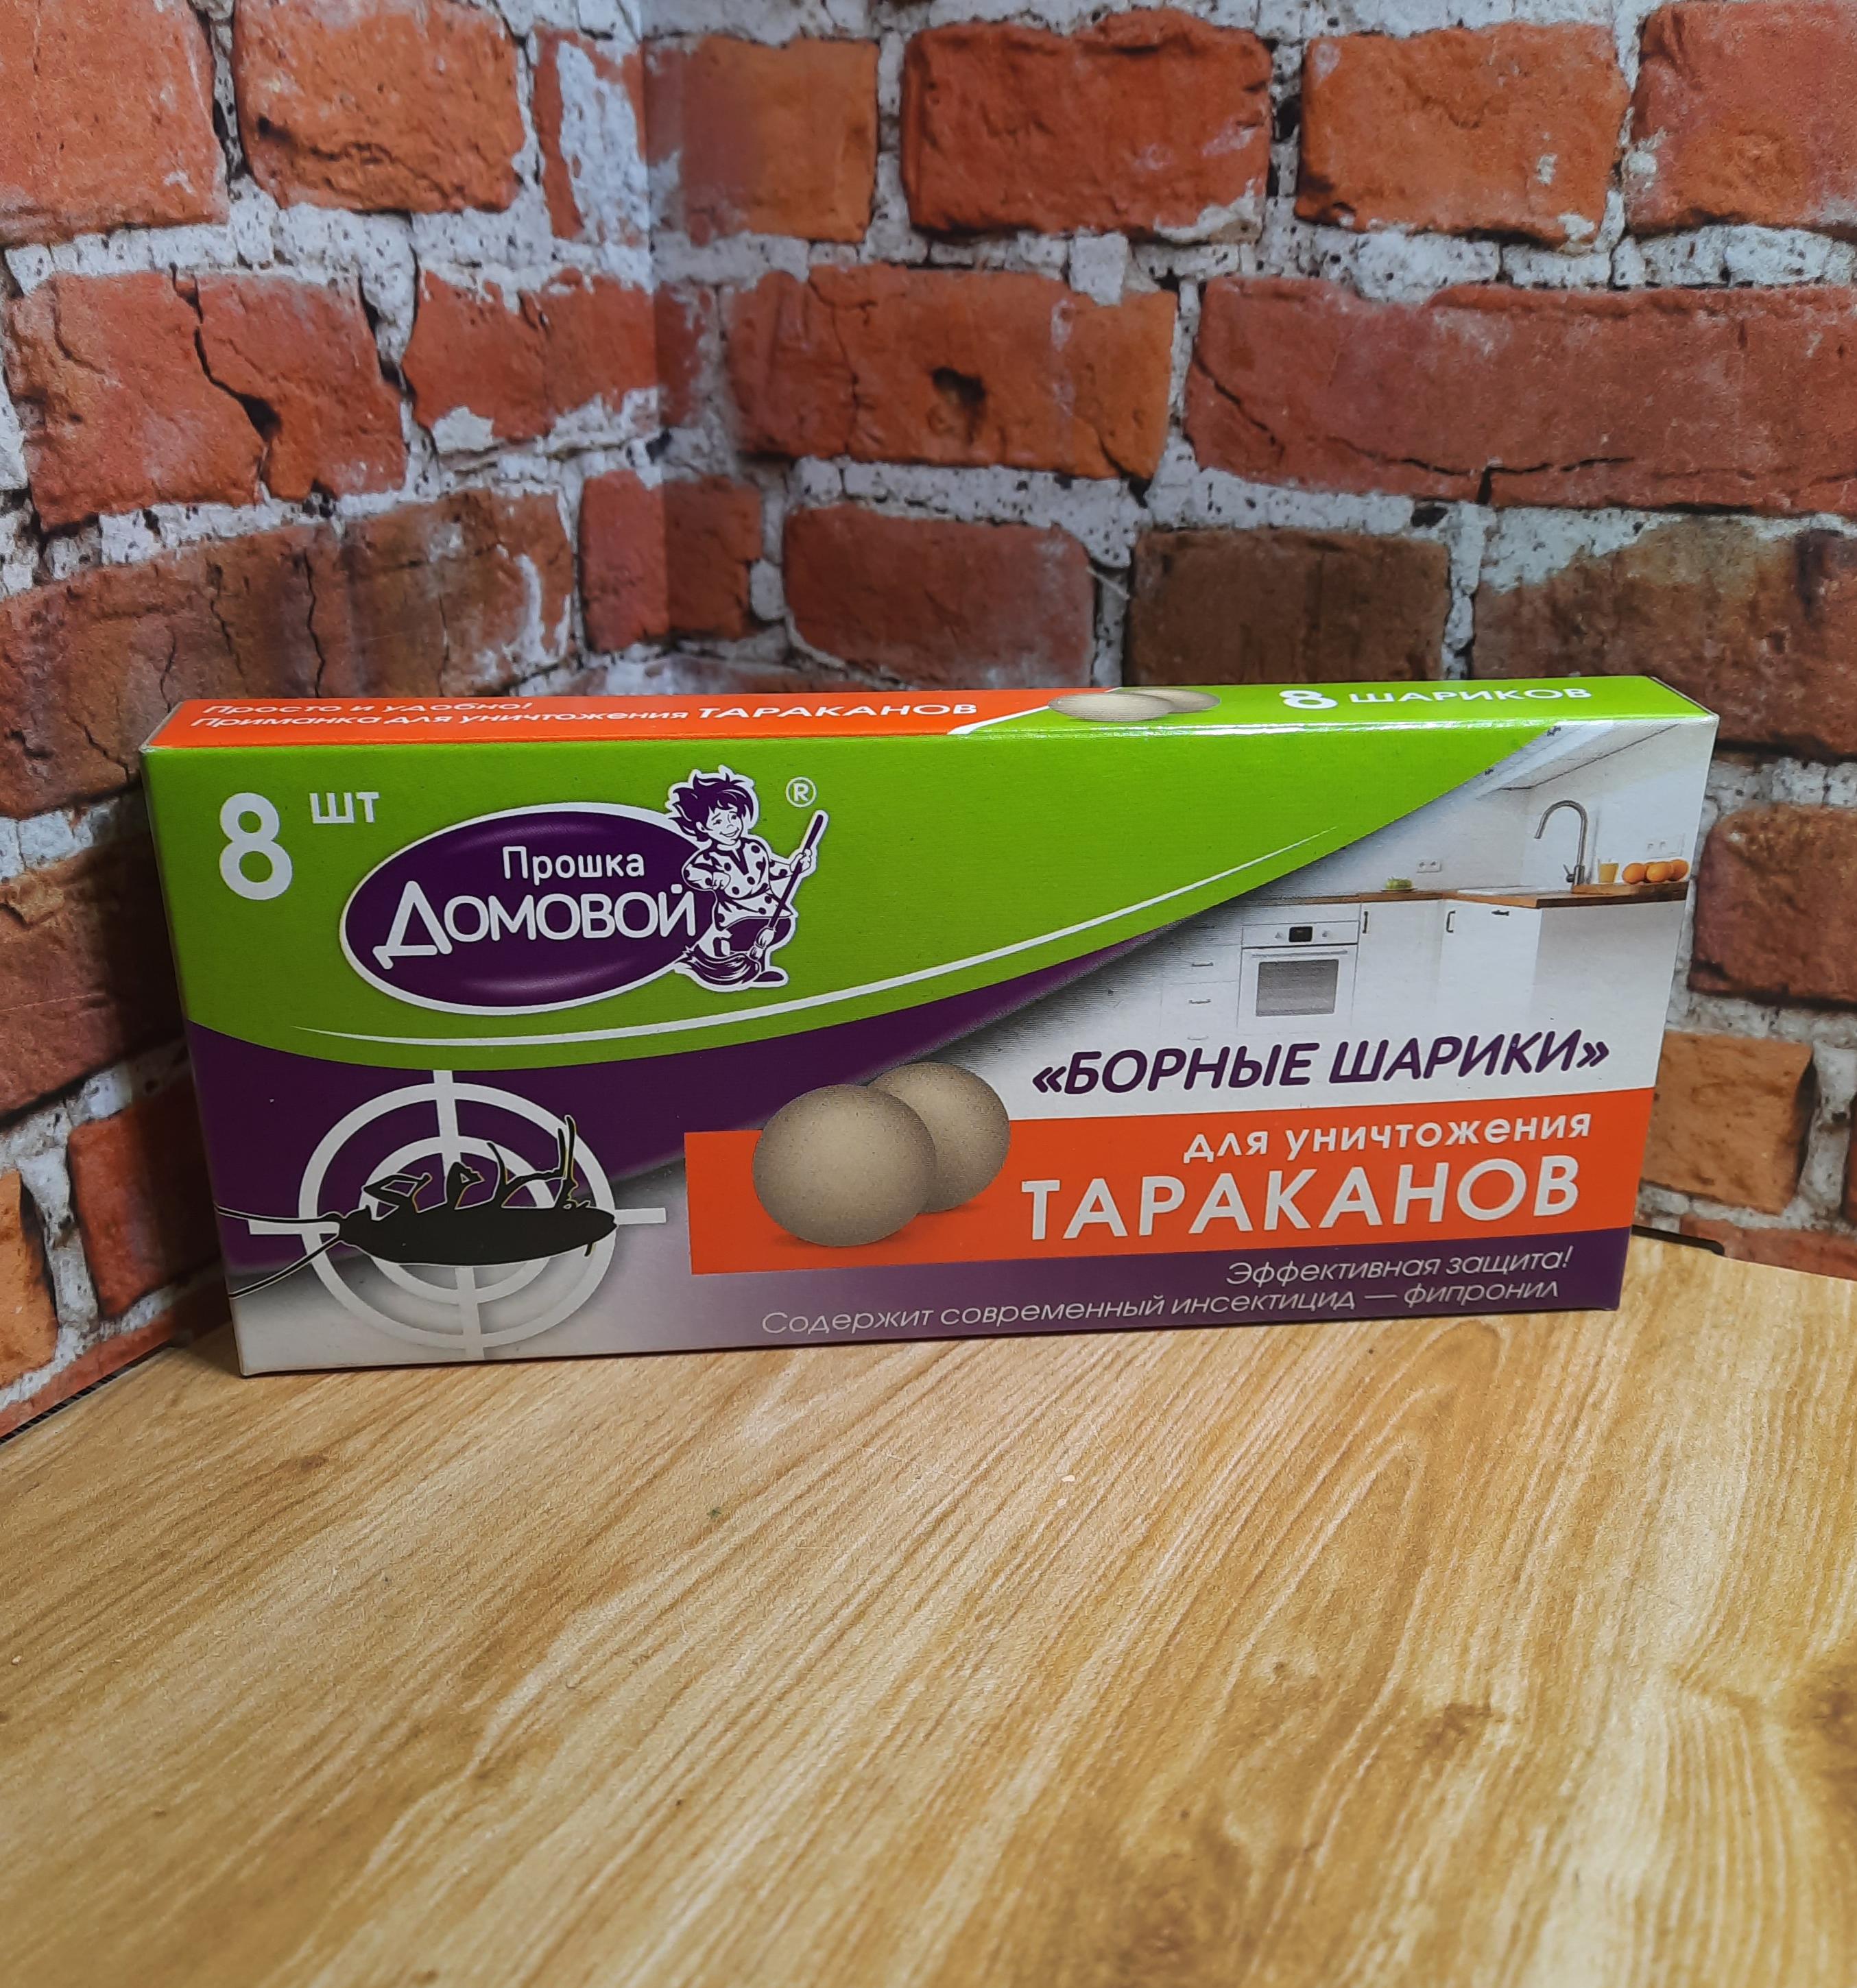 Просто и удобно!
Приманка для уничтожения ТАРАКАНОВ
8 ШАРИКОВ
8 шт
Прошка
ДОМОВОЙ
®
«БОРНЫЕ ШАРИКИ»
для уничтожения
ТАРАКАНОВ
Эффективная защита!
Содержит современный инсектицид — фипронил